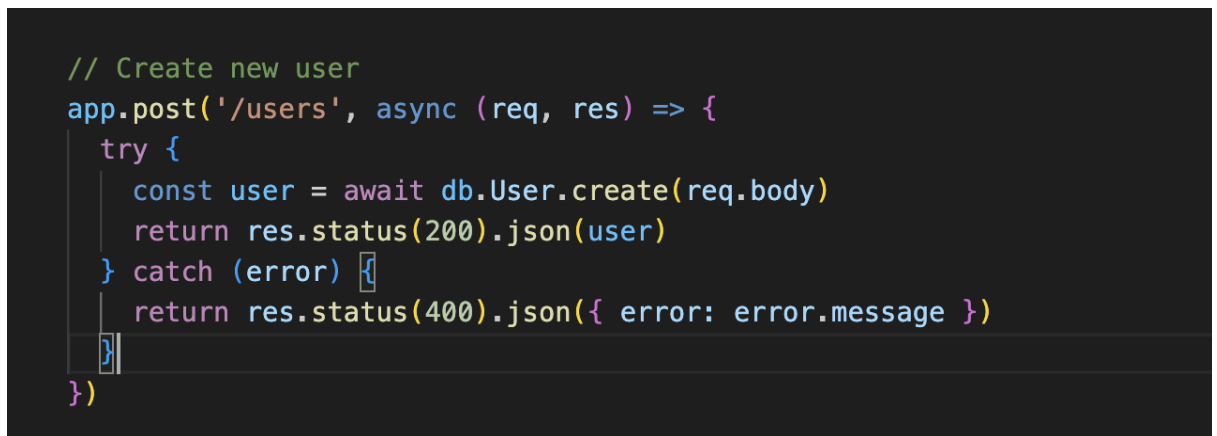 // Create new user
app.post('/users', async (req, res) => {
  try {
    const user = await db.User.create(req.body)
    return res.status(200).json(user)
  } catch (error) {
    return res.status(400).json({ error: error.message })
  }
})